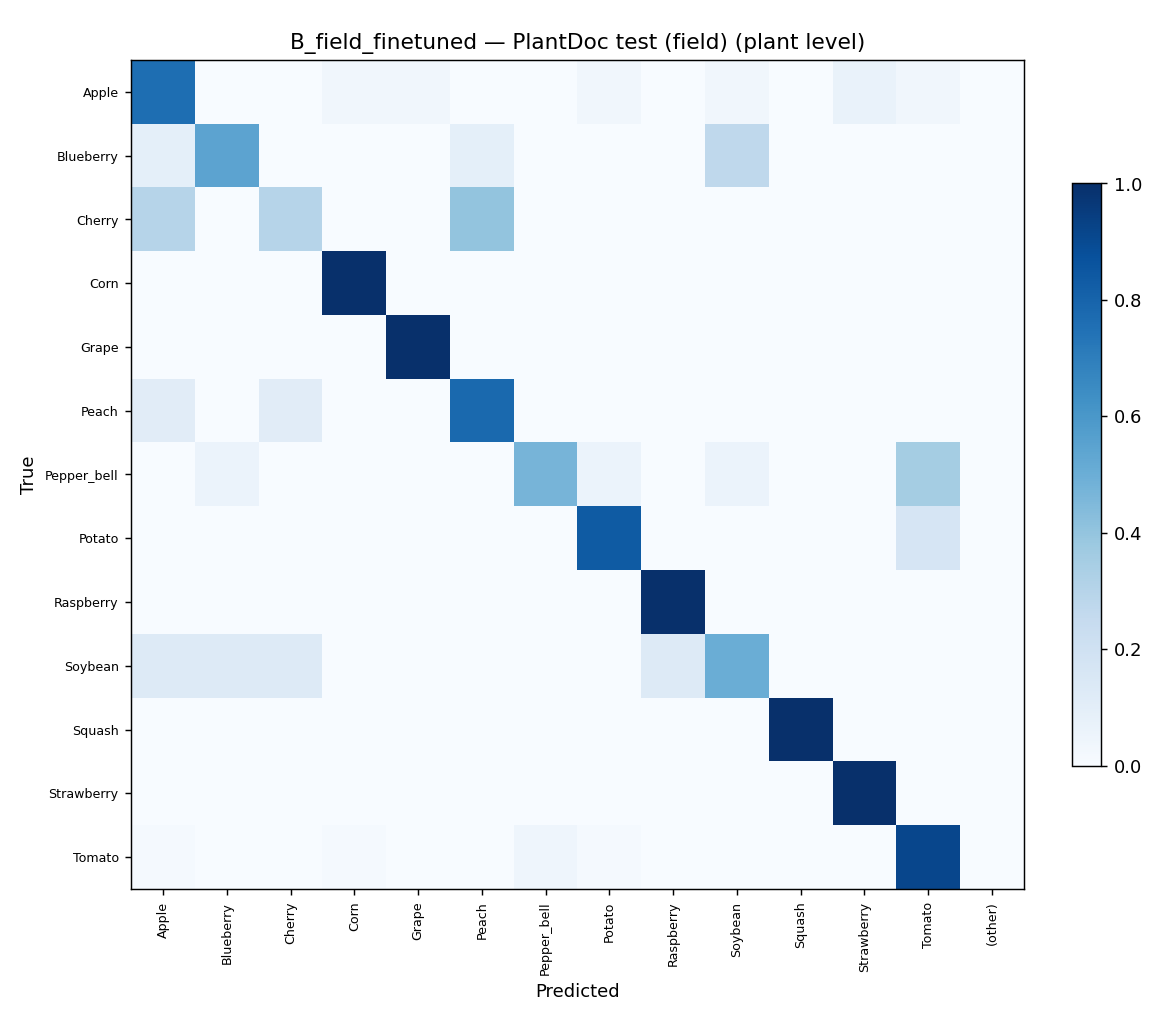 B_field_finetuned — PlantDoc test (field) (plant level)
True
Apple
Blueberry
Cherry
Corn
Grape
Peach
Pepper_bell
Potato
Raspberry
Soybean
Squash
Strawberry
Tomato
Apple
Blueberry
Cherry
Corn
Grape
Peach
Pepper_bell
Potato
Raspberry
Soybean
Squash
Strawberry
Tomato
(other)
Predicted
1.0
0.8
0.6
0.4
0.2
0.0